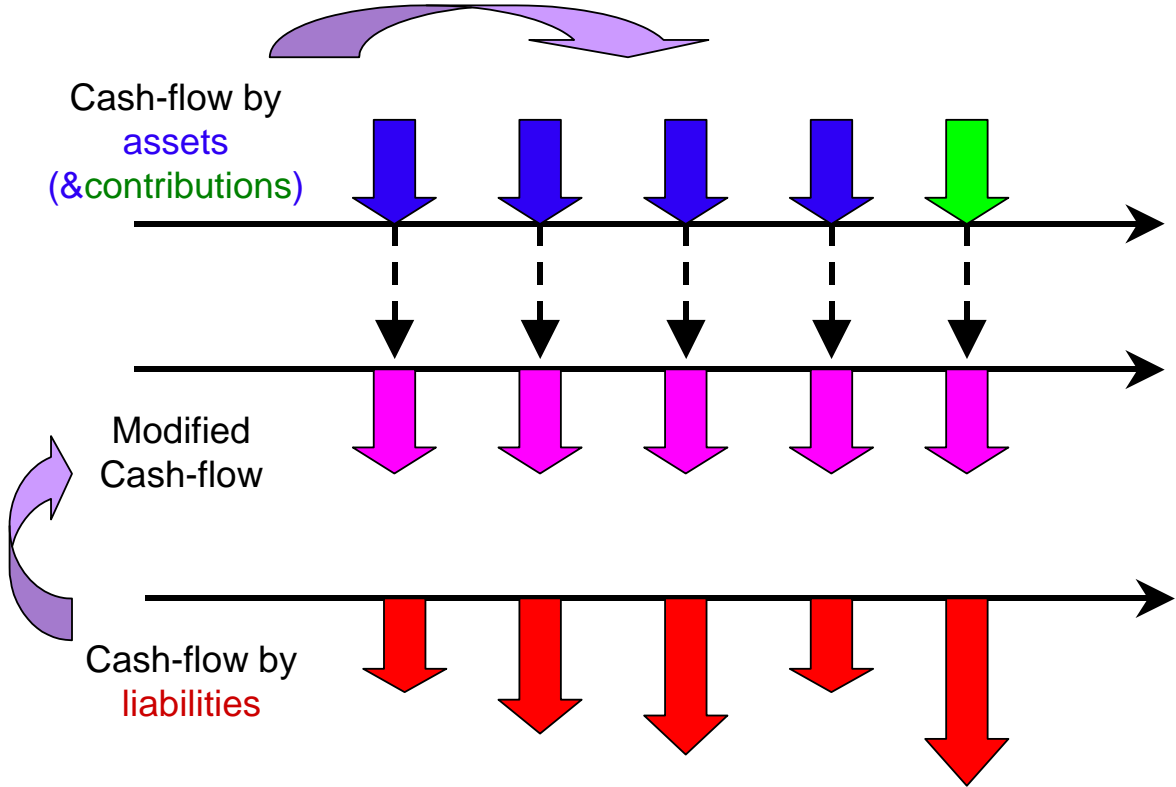 Cash-flow by
assets
(&contributions)
Modified
Cash-flow
Cash-flow by
liabilities